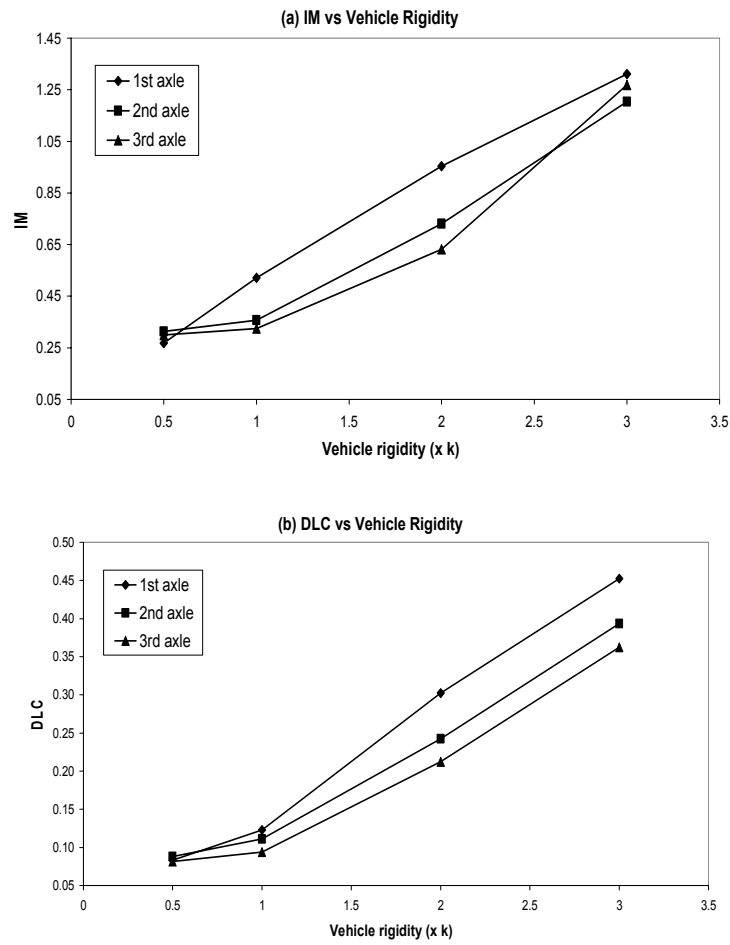 (a) IM vs Vehicle Rigidity
1.45
1.25
1.05
0.85
0.65
0.45
0.25
0.05
IM
1st axle
2nd axle
3rd axle
0 0.5 1 1.5 2 2.5 3 3.5
Vehicle rigidity (x k)
(b) DLC vs Vehicle Rigidity
0.50
0.45
0.40
0.35
0.30
0.25
0.20
0.15
0.10
0.05
DLC
1st axle
2nd axle
3rd axle
0 0.5 1 1.5 2 2.5 3 3.5
Vehicle rigidity (x k)